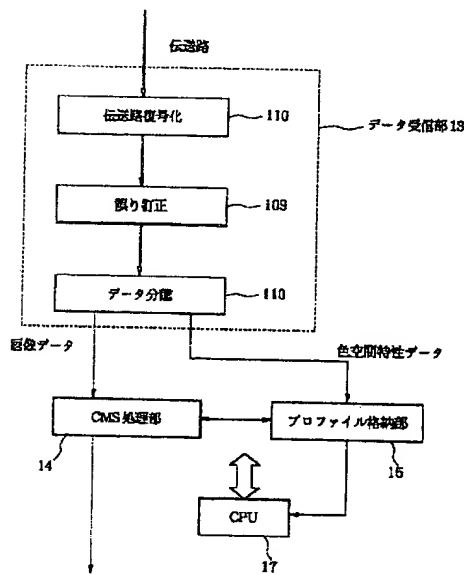 伝送路
伝送路復号化
110
データ受信部 13
誤り訂正
109
データ分離
110
画像データ
色空間特性データ
CMS処理部
プロファイル格納部
14
15
CPU
17